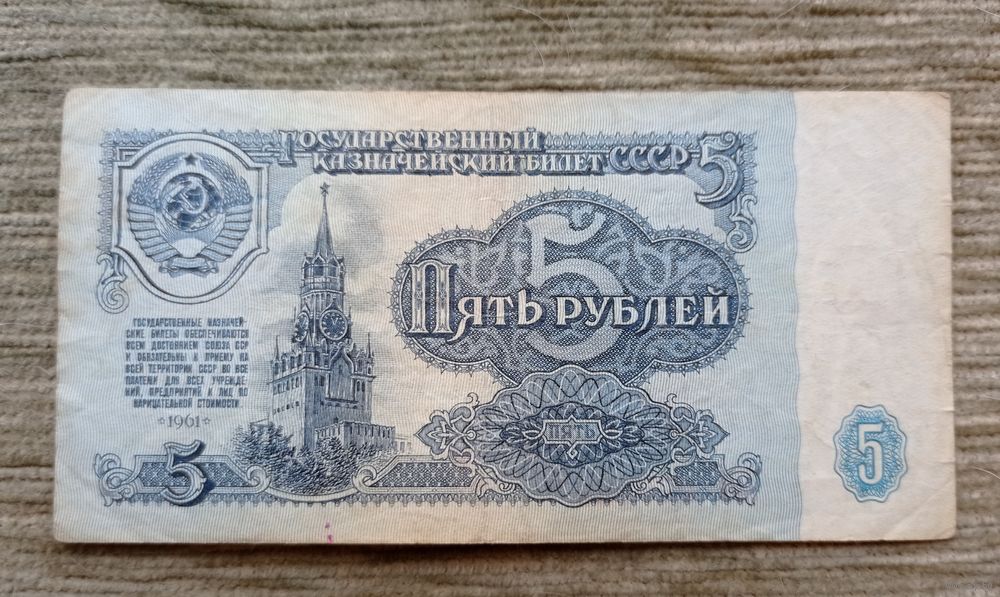 ГОСУДАРСТВЕННЫЙ
КАЗНАЧЕЙСКИЙ БИЛЕТ СССР 5
5
ПЯТЬ РУБЛЕЙ
ГОСУДАРСТВЕННЫЕ КАЗНАЧЕЙ-
СКИЕ БИЛЕТЫ ОБЕСПЕЧИВАЮТСЯ
ВСЕМ ДОСТОЯНИЕМ СОЮЗА ССР
И ОБЯЗАТЕЛЬНЫ К ПРИЕМУ НА
ВСЕЙ ТЕРРИТОРИИ СССР ВО ВСЕ
ПЛАТЕЖИ ДЛЯ ВСЕХ УЧРЕЖДЕ-
НИЙ, ПРЕДПРИЯТИЙ И ЛИЦ ПО
НАРИЦАТЕЛЬНОЙ СТОИМОСТИ.
1961
ПЯТЬ
5
5